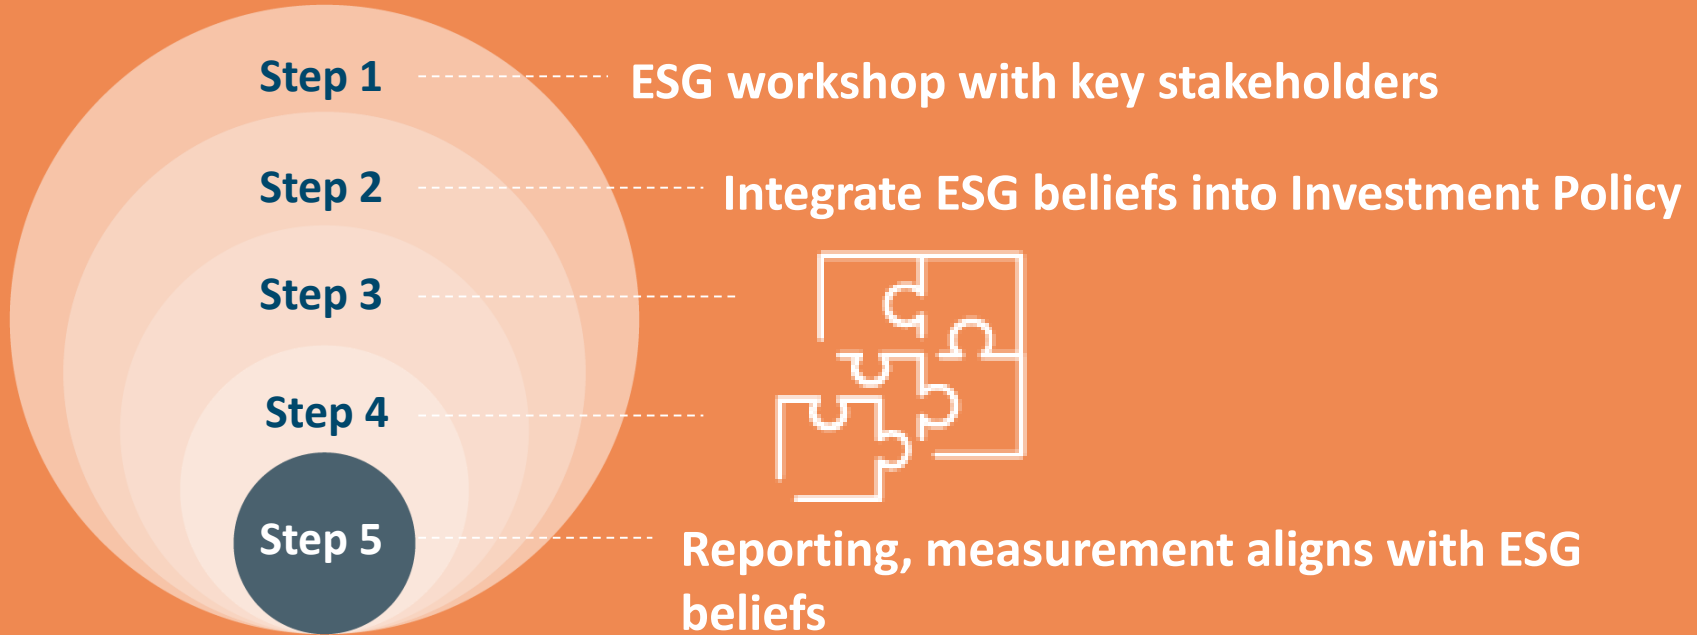 Step 1
ESG workshop with key stakeholders
Step 2
Integrate ESG beliefs into Investment Policy
Step 3
Step 4
Step 5
Reporting, measurement aligns with ESG
beliefs